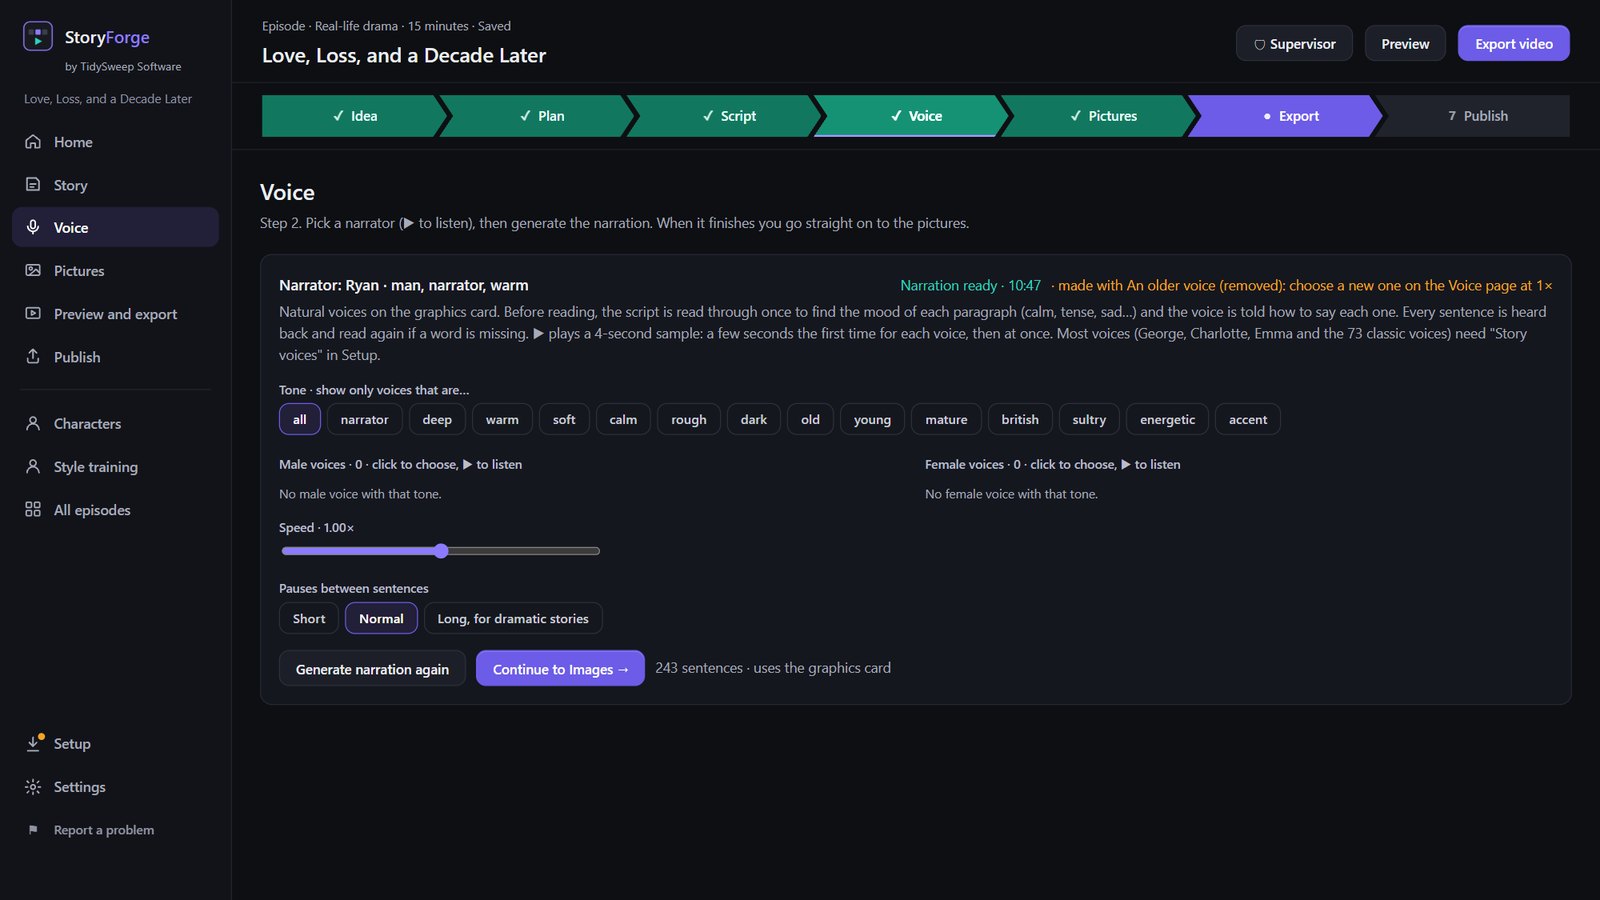 StoryForge
by TidySweep Software
Love, Loss, and a Decade Later
Home
Story
Voice
Pictures
Preview and export
Publish
Characters
Style training
All episodes
Setup
Settings
Report a problem
Episode · Real-life drama · 15 minutes · Saved
Love, Loss, and a Decade Later
Supervisor
Preview
Export video
✓ Idea
✓ Plan
✓ Script
✓ Voice
✓ Pictures
● Export
7 Publish
Voice
Step 2. Pick a narrator (▶ to listen), then generate the narration. When it finishes you go straight on to the pictures.
Narrator: Ryan · man, narrator, warm
Narration ready · 10:47 · made with An older voice (removed): choose a new one on the Voice page at 1×
Natural voices on the graphics card. Before reading, the script is read through once to find the mood of each paragraph (calm, tense, sad...) and the voice is told how to say each one. Every sentence is heard
back and read again if a word is missing. ▶ plays a 4-second sample: a few seconds the first time for each voice, then at once. Most voices (George, Charlotte, Emma and the 73 classic voices) need "Story
voices" in Setup.
Tone · show only voices that are...
all
narrator
deep
warm
soft
calm
rough
dark
old
young
mature
british
sultry
energetic
accent
Male voices · 0 · click to choose, ▶ to listen
No male voice with that tone.
Female voices · 0 · click to choose, ▶ to listen
No female voice with that tone.
Speed · 1.00×
Pauses between sentences
Short
Normal
Long, for dramatic stories
Generate narration again
Continue to Images →
243 sentences · uses the graphics card